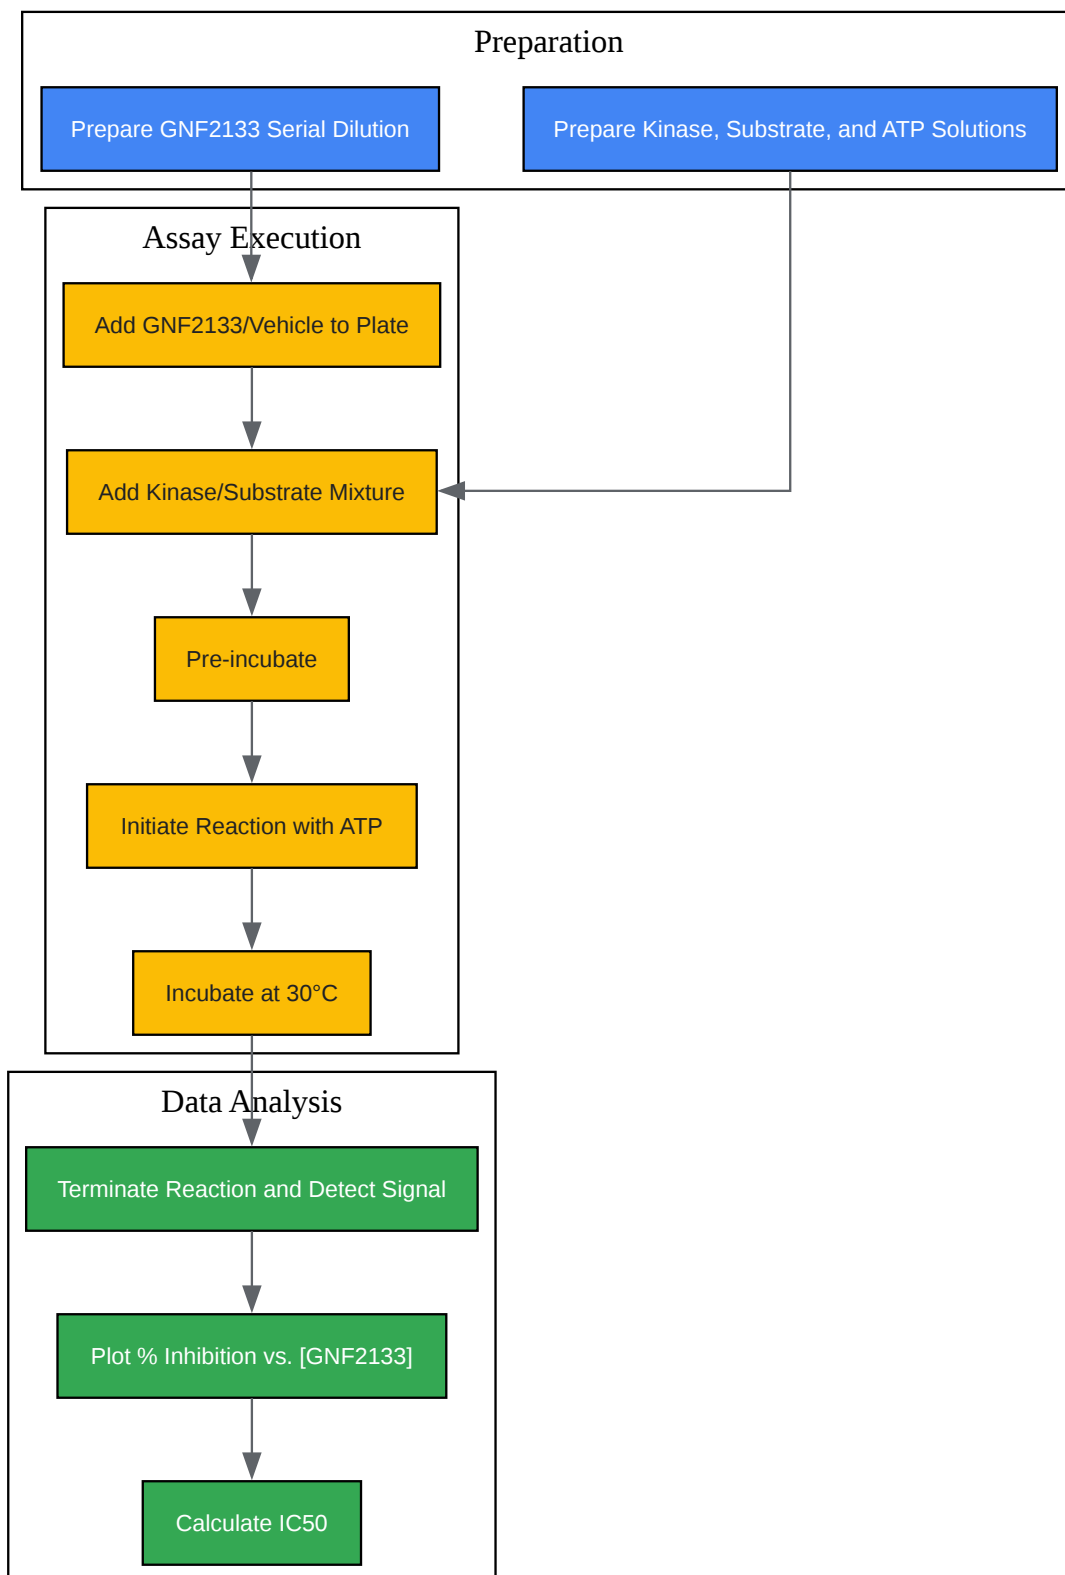 Preparation
Prepare GNF2133 Serial Dilution
Prepare Kinase, Substrate, and ATP Solutions
Assay Execution
Add GNF2133/Vehicle to Plate
Add Kinase/Substrate Mixture
Pre-incubate
Initiate Reaction with ATP
Incubate at 30°C
Data Analysis
Terminate Reaction and Detect Signal
Plot % Inhibition vs. [GNF2133]
Calculate IC50